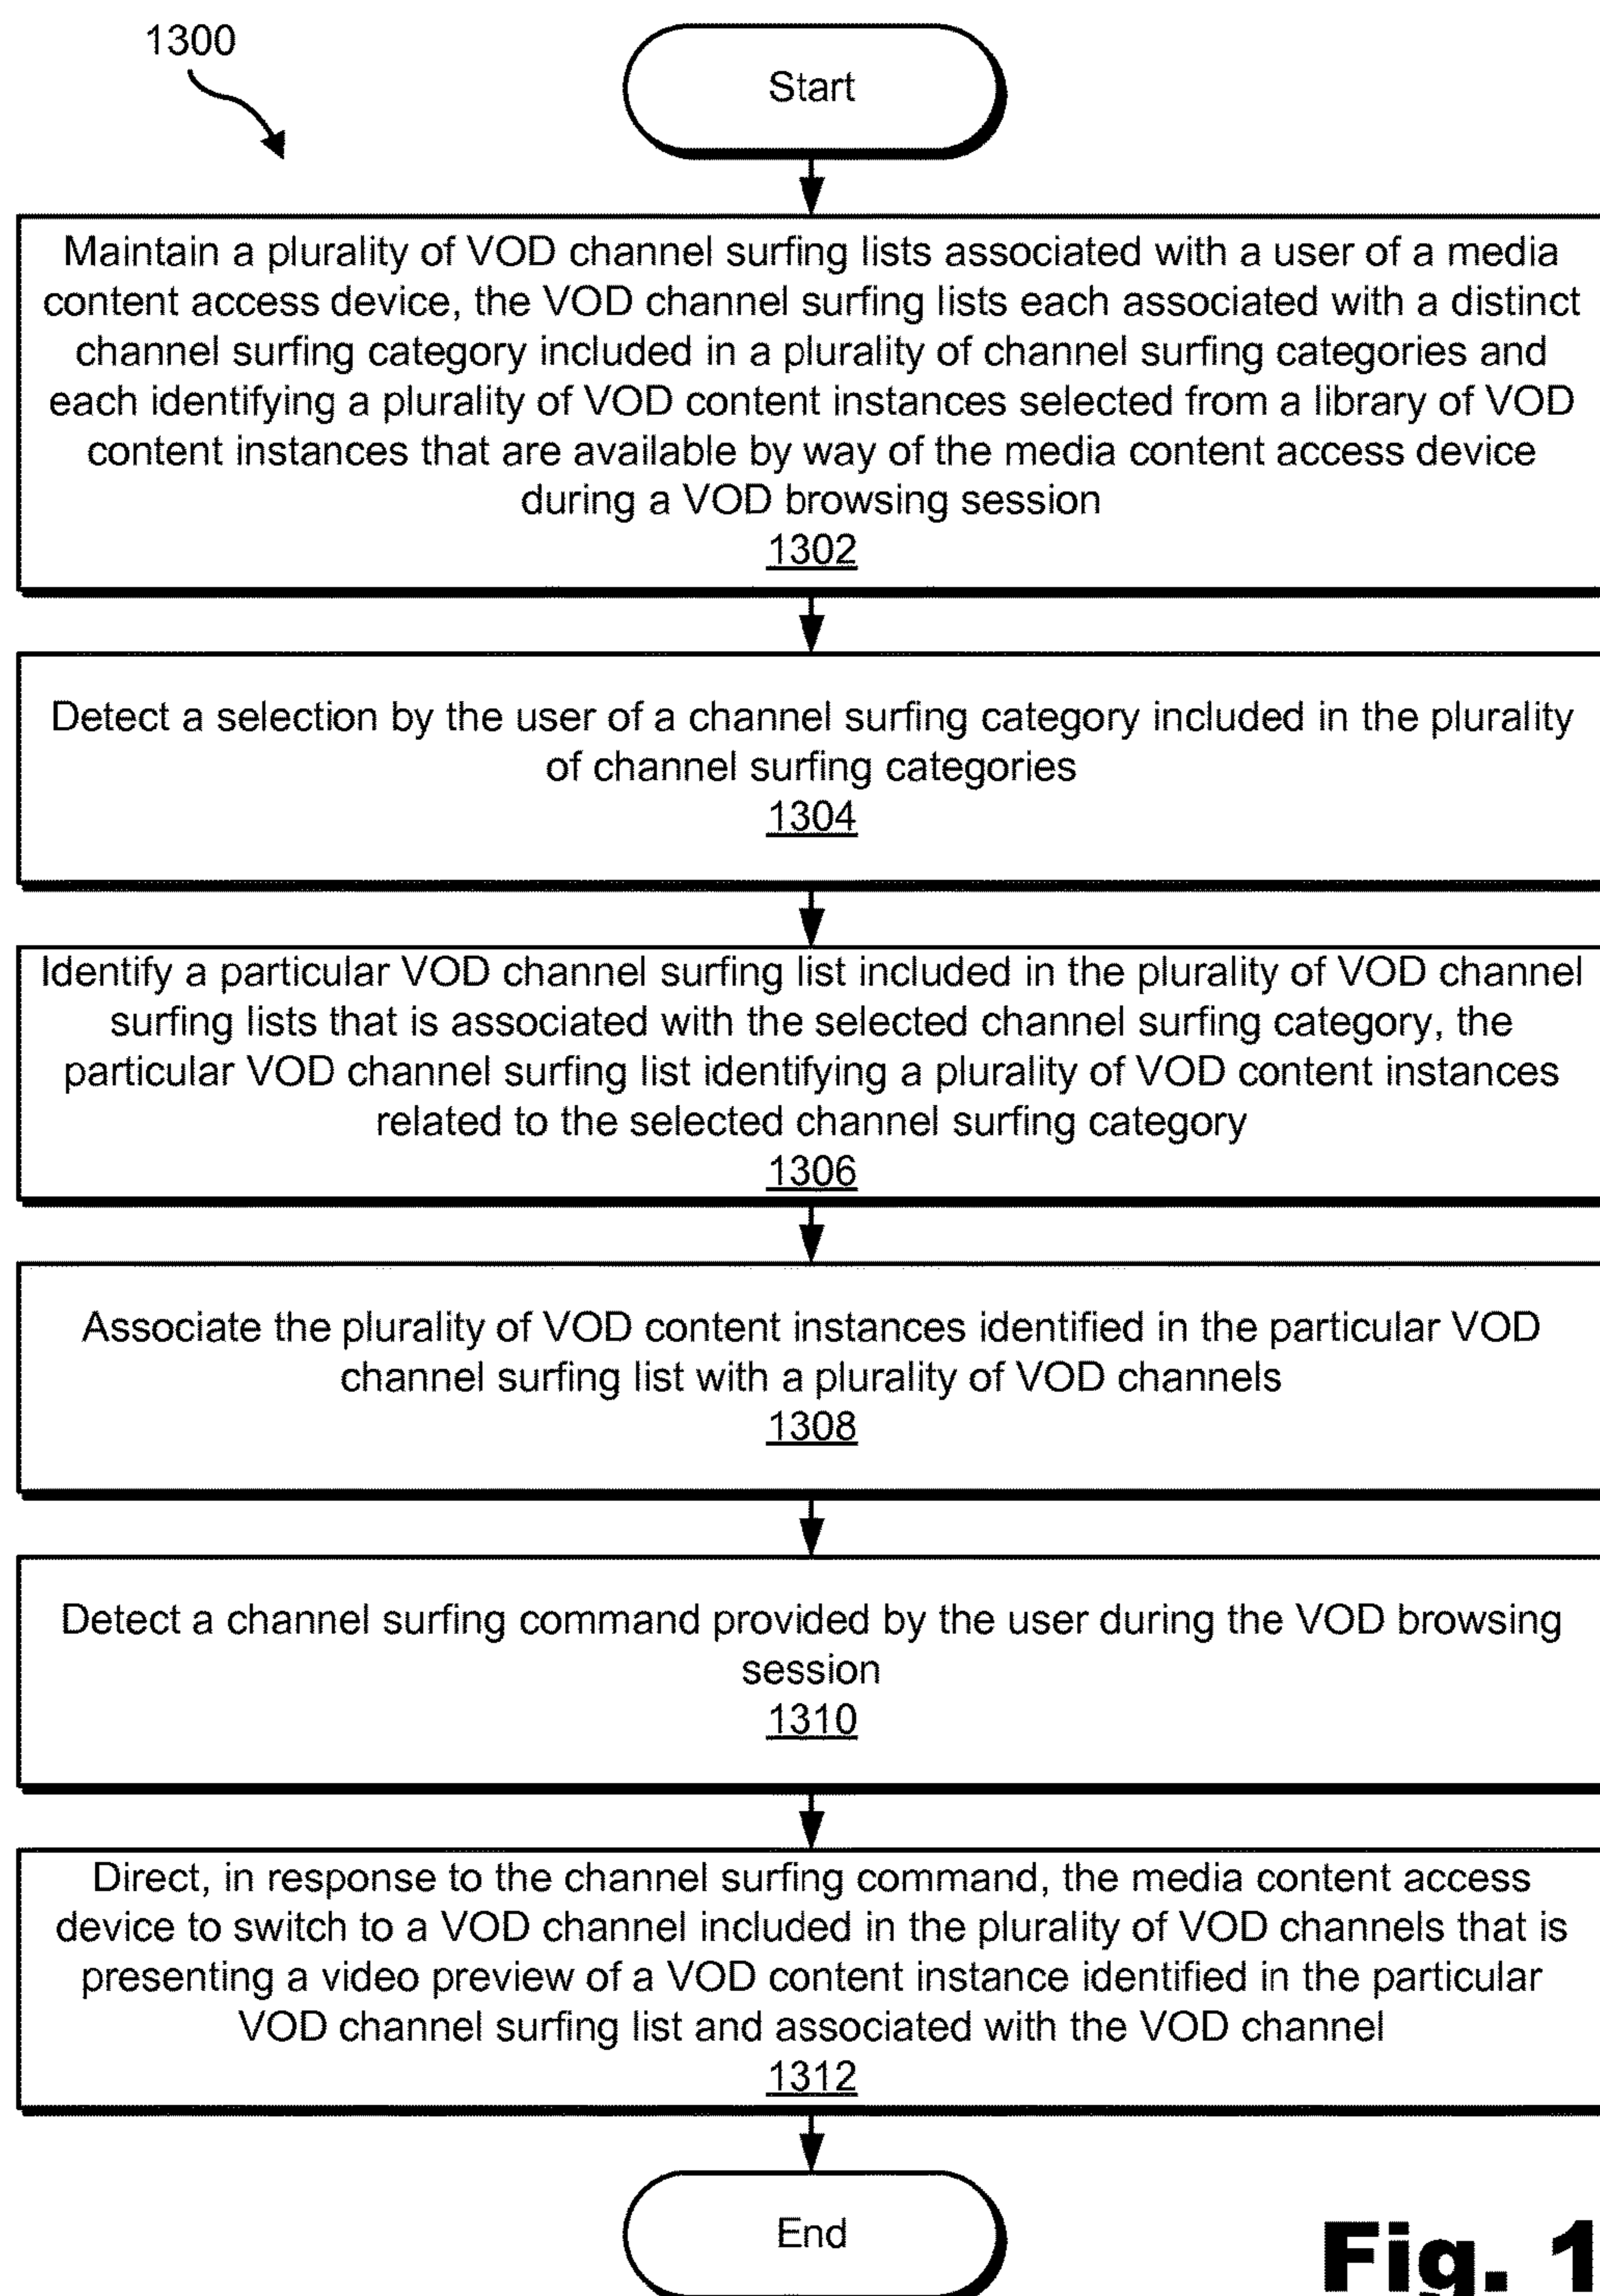 1300
Start
Maintain a plurality of VOD channel surfing lists associated with a user of a media
content access device, the VOD channel surfing lists each associated with a distinct
channel surfing category included in a plurality of channel surfing categories and
each identifying a plurality of VOD content instances selected from a library of VOD
content instances that are available by way of the media content access device
during a VOD browsing session
1302
Detect a selection by the user of a channel surfing category included in the plurality
of channel surfing categories
1304
Identify a particular VOD channel surfing list included in the plurality of VOD channel
surfing lists that is associated with the selected channel surfing category, the
particular VOD channel surfing list identifying a plurality of VOD content instances
related to the selected channel surfing category
1306
Associate the plurality of VOD content instances identified in the particular VOD
channel surfing list with a plurality of VOD channels
1308
Detect a channel surfing command provided by the user during the VOD browsing
session
1310
Direct, in response to the channel surfing command, the media content access
device to switch to a VOD channel included in the plurality of VOD channels that is
presenting a video preview of a VOD content instance identified in the particular
VOD channel surfing list and associated with the VOD channel
1312
End
Fig. 1